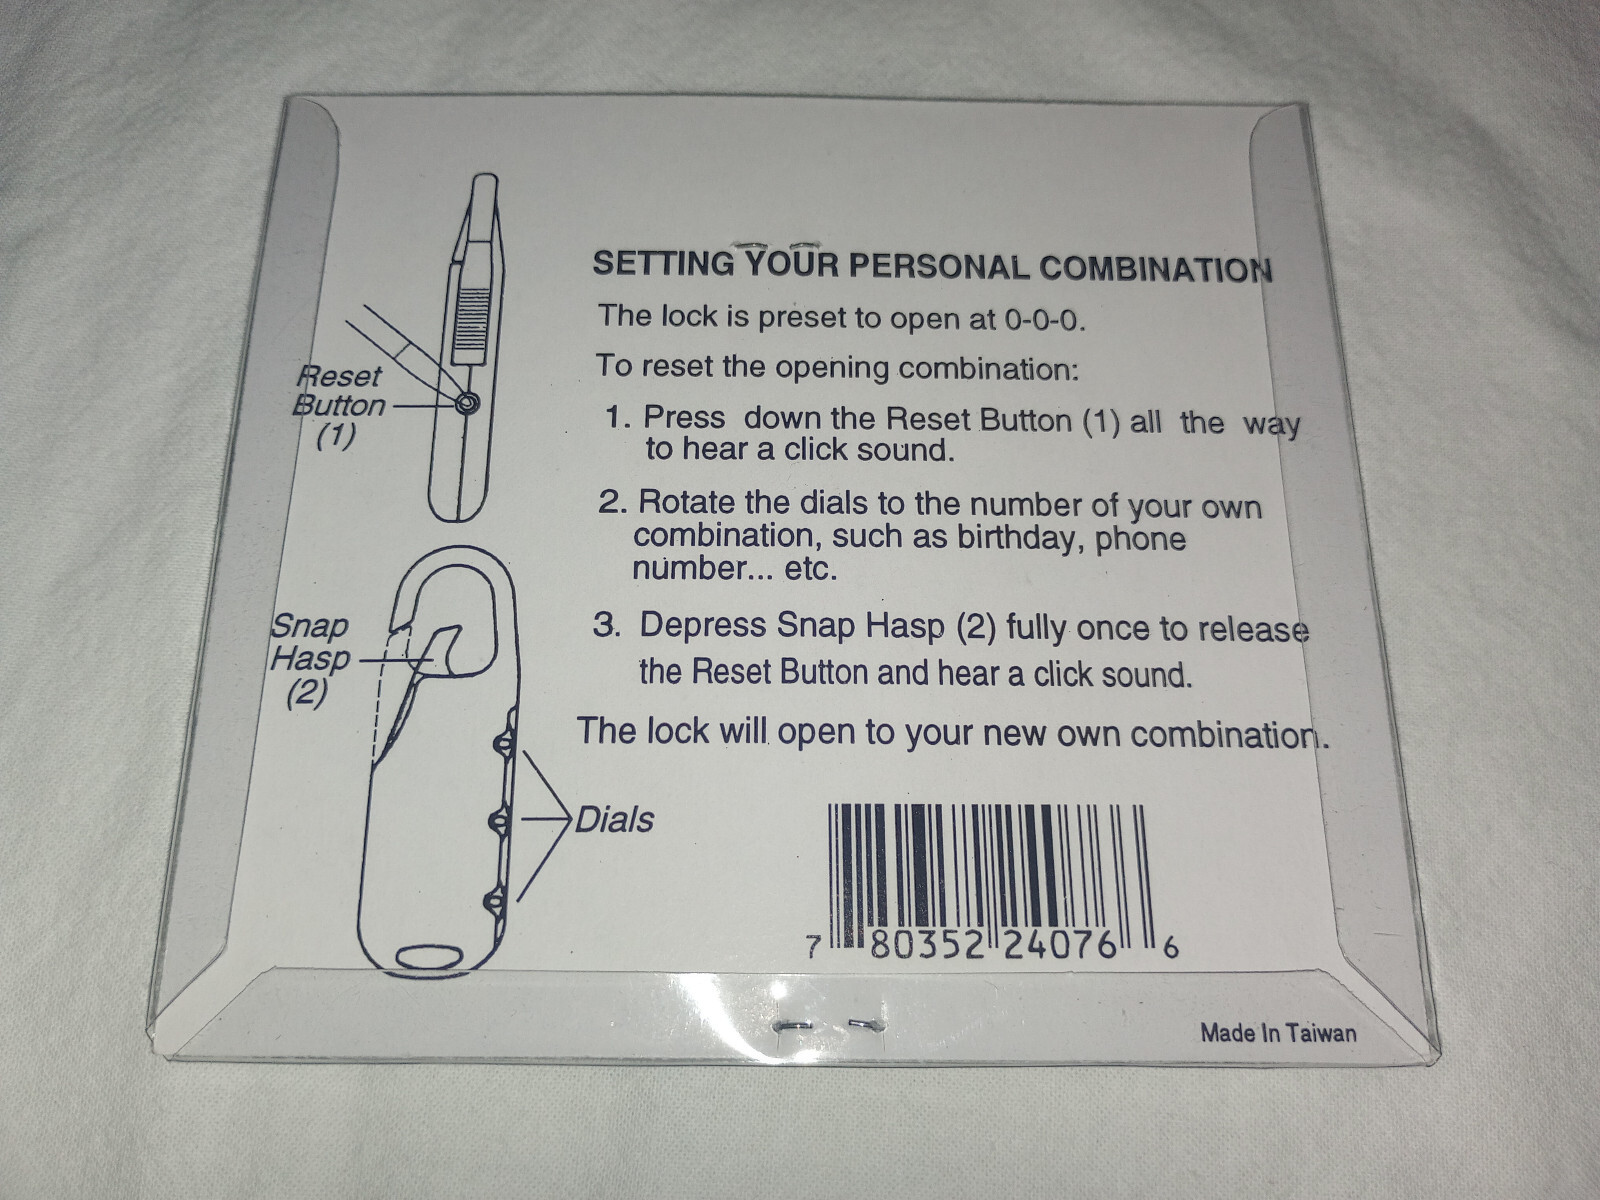 SETTING YOUR PERSONAL COMBINATION
The lock is preset to open at 0-0-0.
To reset the opening combination:
1. Press down the Reset Button (1) all the way
to hear a click sound.
2. Rotate the dials to the number of your own
combination, such as birthday, phone
number... etc.
3. Depress Snap Hasp (2) fully once to release
the Reset Button and hear a click sound.
The lock will open to your new own combination.
Reset
Button
(1)
Snap
Hasp
(2)
Dials
7 80352 24076 6
Made In Taiwan